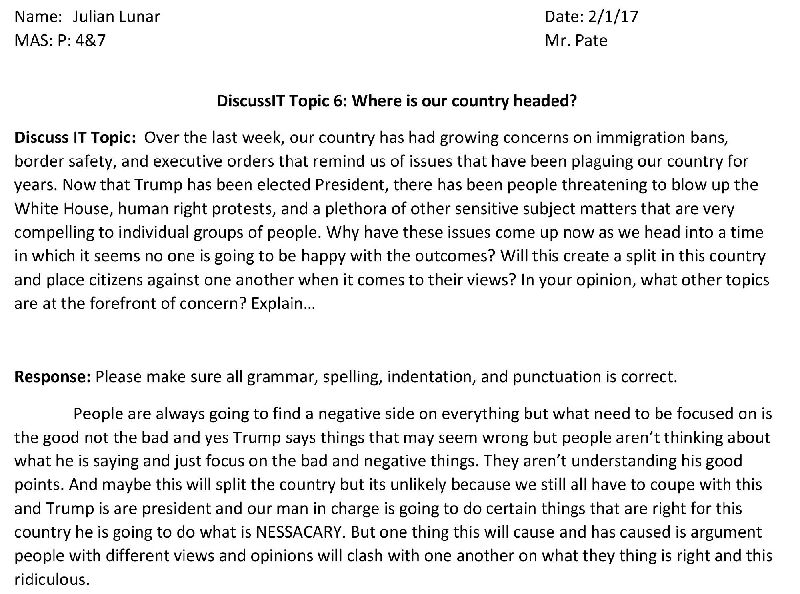 Name: Julian Lunar Date: 2/1/17
MAS: P: 4&7 Mr. Pate
DiscussIT Topic 6: Where is our country headed?
Discuss IT Topic: Over the last week, our country has had growing concerns on immigration bans,
border safety, and executive orders that remind us of issues that have been plaguing our country for
years. Now that Trump has been elected President, there has been people threatening to blow up the
White House, human right protests, and a plethora of other sensitive subject matters that are very
compelling to individual groups of people. Why have these issues come up now as we head into a time
in which it seems no one is going to be happy with the outcomes? Will this create a split in this country
and place citizens against one another when it comes to their views? In your opinion, what other topics
are at the forefront of concern? Explain…
Response: Please make sure all grammar, spelling, indentation, and punctuation is correct.
People are always going to find a negative side on everything but what need to be focused on is
the good not the bad and yes Trump says things that may seem wrong but people aren't thinking about
what he is saying and just focus on the bad and negative things. They aren't understanding his good
points. And maybe this will split the country but its unlikely because we still all have to coupe with this
and Trump is are president and our man in charge is going to do certain things that are right for this
country he is going to do what is NESSACARY. But one thing this will cause and has caused is argument
people with different views and opinions will clash with one another on what they thing is right and this
ridiculous.